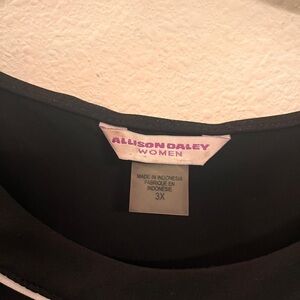 ALLISON DALEY
WOMEN
MADE IN INDONESIA
FABRIQUE EN
INDONESIE
3X